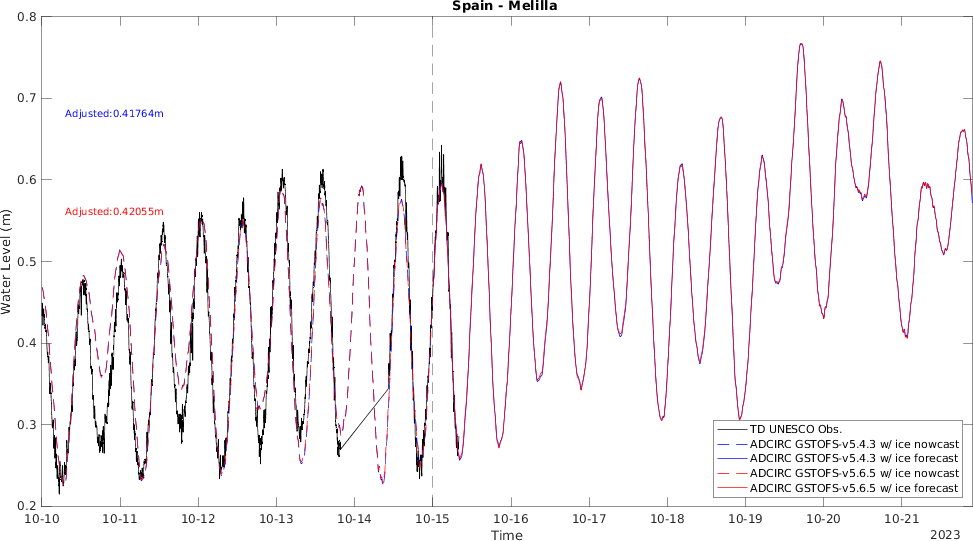 Spain - Melilla
0.8
0.7
0.6
0.5
0.4
0.3
0.2
Water Level (m)
Adjusted:0.41764m
Adjusted:0.42055m
TD UNESCO Obs.
ADCIRC GSTOFS-v5.4.3 w/ ice nowcast
ADCIRC GSTOFS-v5.4.3 w/ ice forecast
ADCIRC GSTOFS-v5.6.5 w/ ice nowcast
ADCIRC GSTOFS-v5.6.5 w/ ice forecast
10-10 10-11 10-12 10-13 10-14 10-15 10-16 10-17 10-18 10-19 10-20 10-21
Time
2023